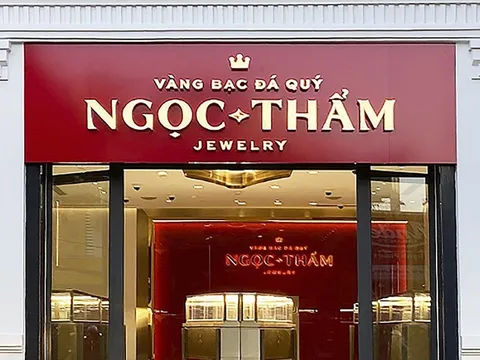 VÀNG BẠC ĐÁ QUÝ
NGỌC THẨM
JEWELRY
VÀNG BẠC ĐÁ QUÝ
NGỌC THẨM
JEWELRY